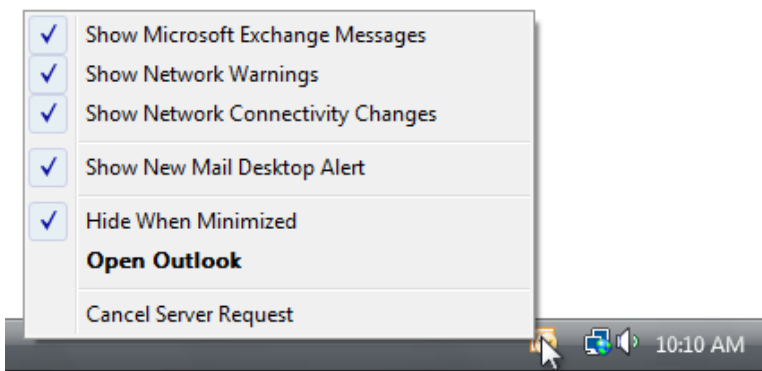 Show Microsoft Exchange Messages
Show Network Warnings
Show Network Connectivity Changes
Show New Mail Desktop Alert
Hide When Minimized
Open Outlook
Cancel Server Request
10:10 AM